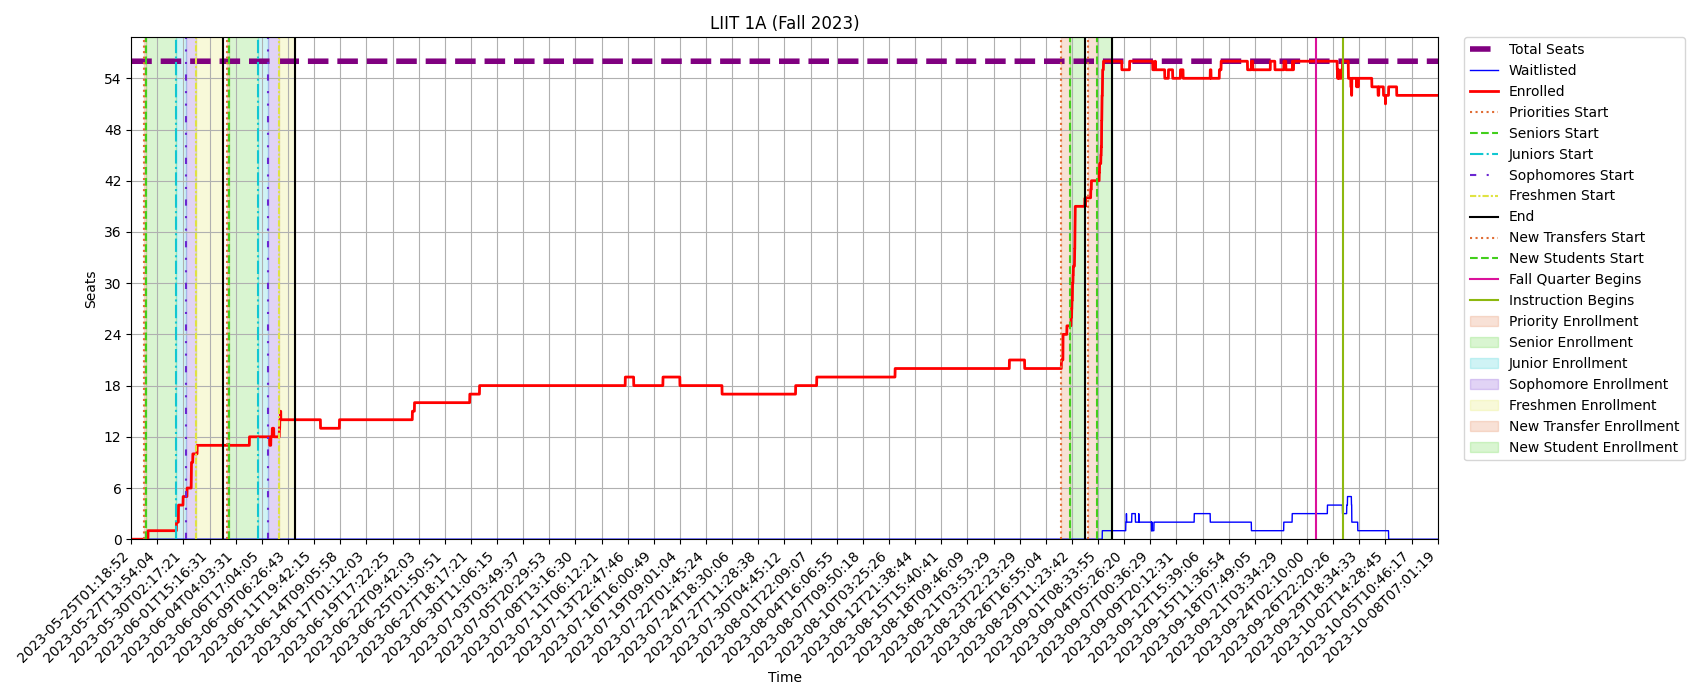 LIIT 1A (Fall 2023)
Seats
54
48
42
36
30
24
18
12
6
0
2023-05-25T01:18:52
2023-05-27T13:54:04
2023-05-30T02:17:21
2023-06-01T15:16:31
2023-06-04T04:03:31
2023-06-06T17:04:05
2023-06-09T06:26:43
2023-06-11T19:42:15
2023-06-14T09:05:58
2023-06-17T01:12:03
2023-06-19T17:22:25
2023-06-22T09:42:03
2023-06-25T01:50:51
2023-06-27T18:17:21
2023-06-30T11:06:15
2023-07-03T03:49:37
2023-07-05T20:29:53
2023-07-08T13:16:30
2023-07-11T06:12:21
2023-07-13T22:47:46
2023-07-16T16:00:49
2023-07-19T09:01:04
2023-07-22T01:45:24
2023-07-24T18:30:06
2023-07-27T11:28:38
2023-07-30T04:45:12
2023-08-01T22:09:07
2023-08-04T16:06:55
2023-08-07T09:50:18
2023-08-10T03:25:26
2023-08-12T21:38:44
2023-08-15T15:40:41
2023-08-18T09:46:09
2023-08-21T03:53:29
2023-08-23T22:23:29
2023-08-26T16:55:04
2023-08-29T11:23:42
2023-09-01T08:33:55
2023-09-04T05:26:20
2023-09-07T00:36:29
2023-09-09T20:12:31
2023-09-12T15:39:06
2023-09-15T11:36:54
2023-09-18T07:49:05
2023-09-21T03:34:29
2023-09-24T02:10:00
2023-09-26T22:20:26
2023-09-29T18:34:33
2023-10-02T14:28:45
2023-10-05T10:46:17
2023-10-08T07:01:19
Time
Total Seats
Waitlisted
Enrolled
Priorities Start
Seniors Start
Juniors Start
Sophomores Start
Freshmen Start
End
New Transfers Start
New Students Start
Fall Quarter Begins
Instruction Begins
Priority Enrollment
Senior Enrollment
Junior Enrollment
Sophomore Enrollment
Freshmen Enrollment
New Transfer Enrollment
New Student Enrollment